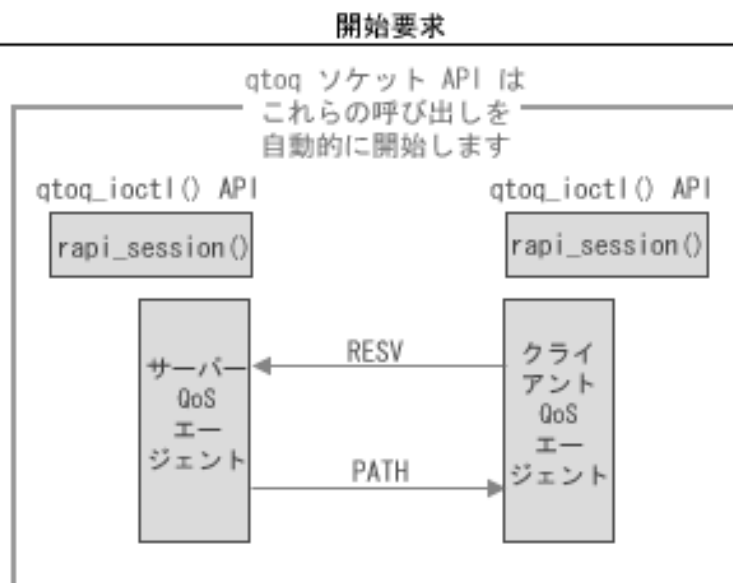 開始要求
qtoq ソケット API は
これらの呼び出しを
自動的に開始します
qtoq_ioctl() API
qtoq_ioctl() API
rapi_session()
rapi_session()
サーバー
QoS
エー
ジェント
RESV
PATH
クライ
アント
QoS
エー
ジェント